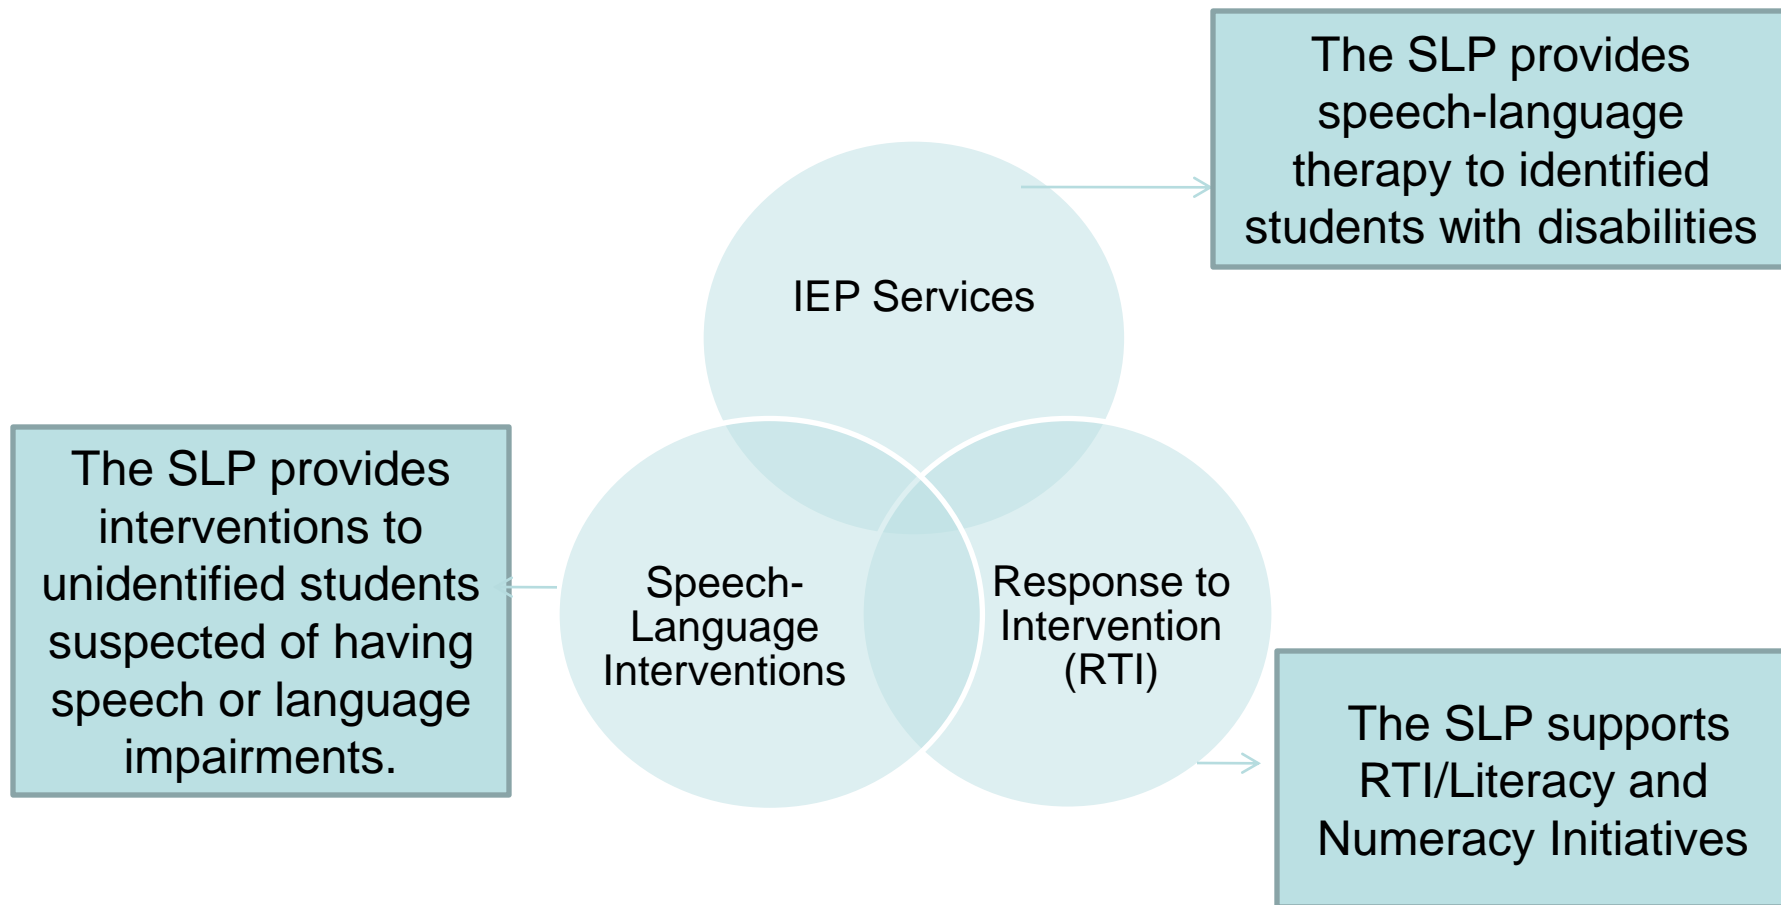 The SLP provides
speech-language
therapy to identified
students with disabilities
IEP Services
The SLP provides
interventions to
unidentified students
suspected of having
speech or language
impairments.
Speech-
Language
Interventions
Response to
Intervention
(RTI)
The SLP supports
RTI/Literacy and
Numeracy Initiatives